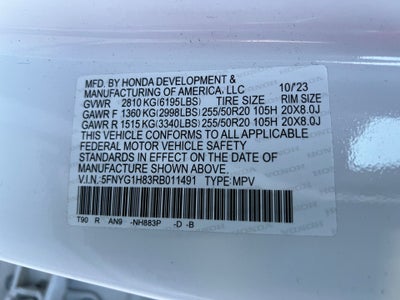 MFD. BY HONDA DEVELOPMENT &
MANUFACTURING OF AMERICA, LLC 10/'23
GVWR 2810 KG (6195LBS) TIRE SIZE RIM SIZE
GAWR F 1360 KG (2998LBS) 255/50R20 105H 20X8.0J
GAWR R 1515 KG (3340LBS) 255/50R20 105H 20X8.0J
THIS VEHICLE CONFORMS TO ALL APPLICABLE
FEDERAL MOTOR VEHICLE SAFETY
STANDARDS IN EFFECT ON THE DATE OF
MANUFACTURE SHOWN ABOVE.
V.I.N. 5FNYG1H83RB011491 TYPE: MPV
T90 R AN9 -NH883P -D -B